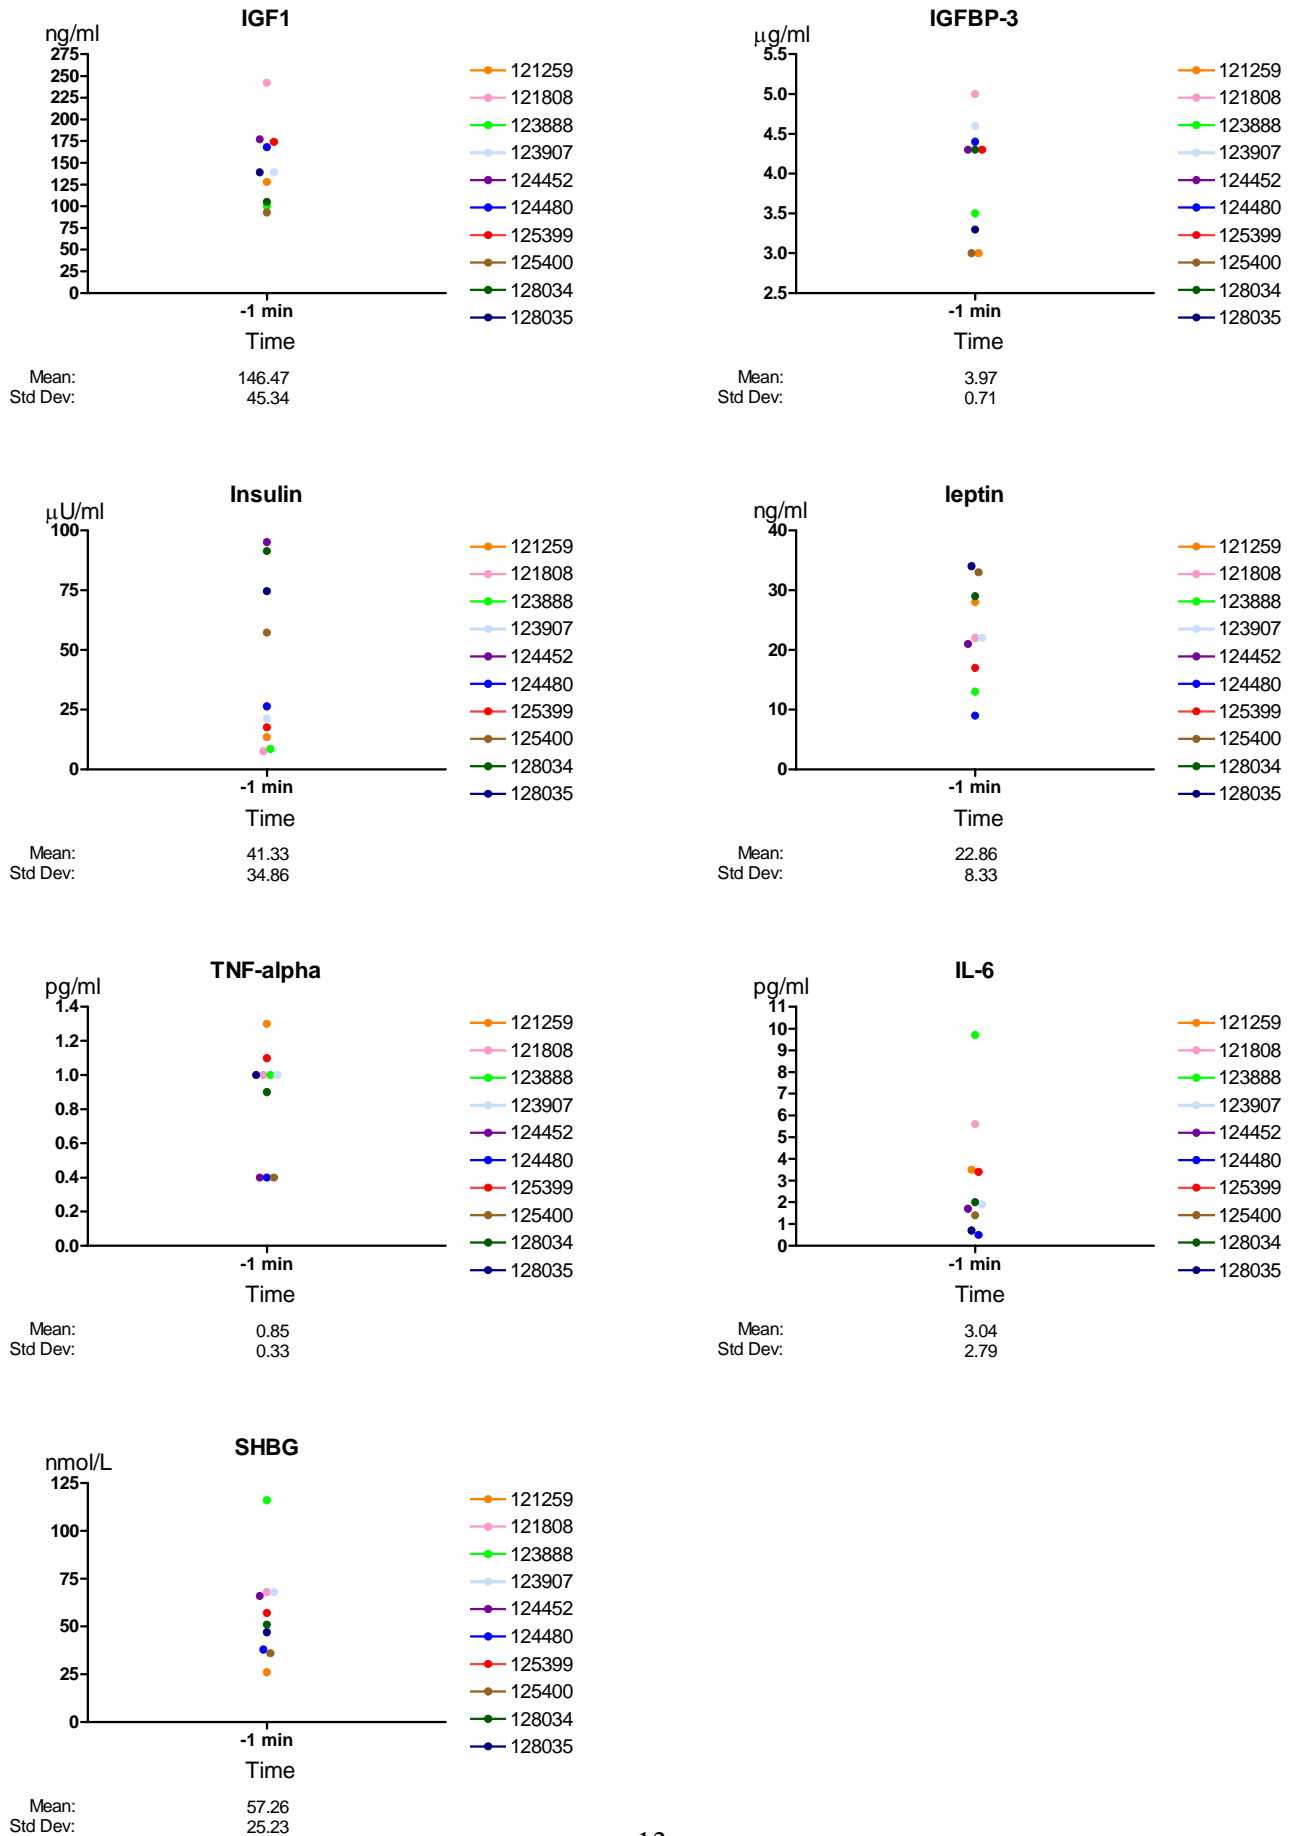 IGF1
ng/ml
275
250
225
200
175
150
125
100
75
50
25
0
-1 min
Time
121259
121808
123888
123907
124452
124480
125399
125400
128034
128035
Mean: 146.47
Std Dev: 45.34
IGFBP-3
μg/ml
5.5
5.0
4.5
4.0
3.5
3.0
2.5
-1 min
Time
121259
121808
123888
123907
124452
124480
125399
125400
128034
128035
Mean: 3.97
Std Dev: 0.71
Insulin
μU/ml
100
75
50
25
0
-1 min
Time
121259
121808
123888
123907
124452
124480
125399
125400
128034
128035
Mean: 41.33
Std Dev: 34.86
leptin
ng/ml
40
30
20
10
0
-1 min
Time
121259
121808
123888
123907
124452
124480
125399
125400
128034
128035
Mean: 22.86
Std Dev: 8.33
TNF-alpha
pg/ml
1.4
1.2
1.0
0.8
0.6
0.4
0.2
0.0
-1 min
Time
121259
121808
123888
123907
124452
124480
125399
125400
128034
128035
Mean: 0.85
Std Dev: 0.33
IL-6
pg/ml
11
10
9
8
7
6
5
4
3
2
1
0
-1 min
Time
121259
121808
123888
123907
124452
124480
125399
125400
128034
128035
Mean: 3.04
Std Dev: 2.79
SHBG
nmol/L
125
100
75
50
25
0
-1 min
Time
121259
121808
123888
123907
124452
124480
125399
125400
128034
128035
Mean: 57.26
Std Dev: 25.23